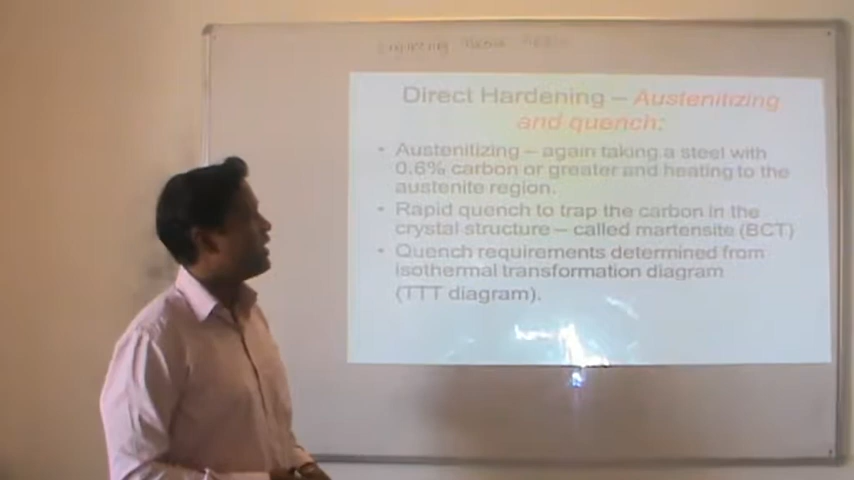 Direct Hardening – Austenitizing
and quench:
• Austenitizing – again taking a steel with
0.6% carbon or greater and heating to the
austenite region.
• Rapid quench to trap the carbon in the
crystal structure – called martensite (BCT)
• Quench requirements determined from
isothermal transformation diagram
(TTT diagram).